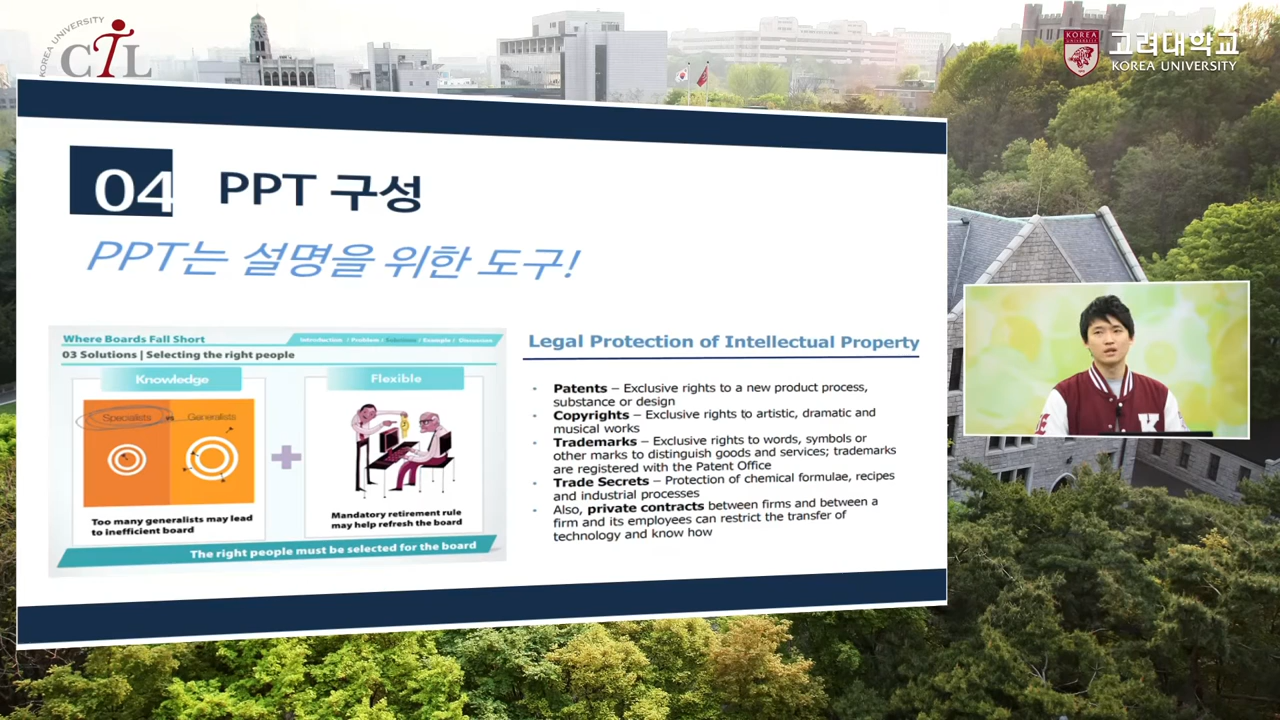 KOREA UNIVERSITY
CTL
고려대학교
KOREA UNIVERSITY
04 PPT 구성
PPT는 설명을 위한 도구!
Where Boards Fall Short
Introduction / Problem / Solutions / Example / Discussion
03 Solutions | Selecting the right people
Knowledge
Flexible
Specialists vs Generalists
+
Too many generalists may lead
to inefficient board
Mandatory retirement rule
may help refresh the board
The right people must be selected for the board
Legal Protection of Intellectual Property
• Patents – Exclusive rights to a new product process,
substance or design
• Copyrights – Exclusive rights to artistic, dramatic and
musical works
• Trademarks – Exclusive rights to words, symbols or
other marks to distinguish goods and services; trademarks
are registered with the Patent Office
• Trade Secrets – Protection of chemical formulae, recipes
and industrial processes
• Also, private contracts between firms and between a
firm and its employees can restrict the transfer of
technology and know how
K